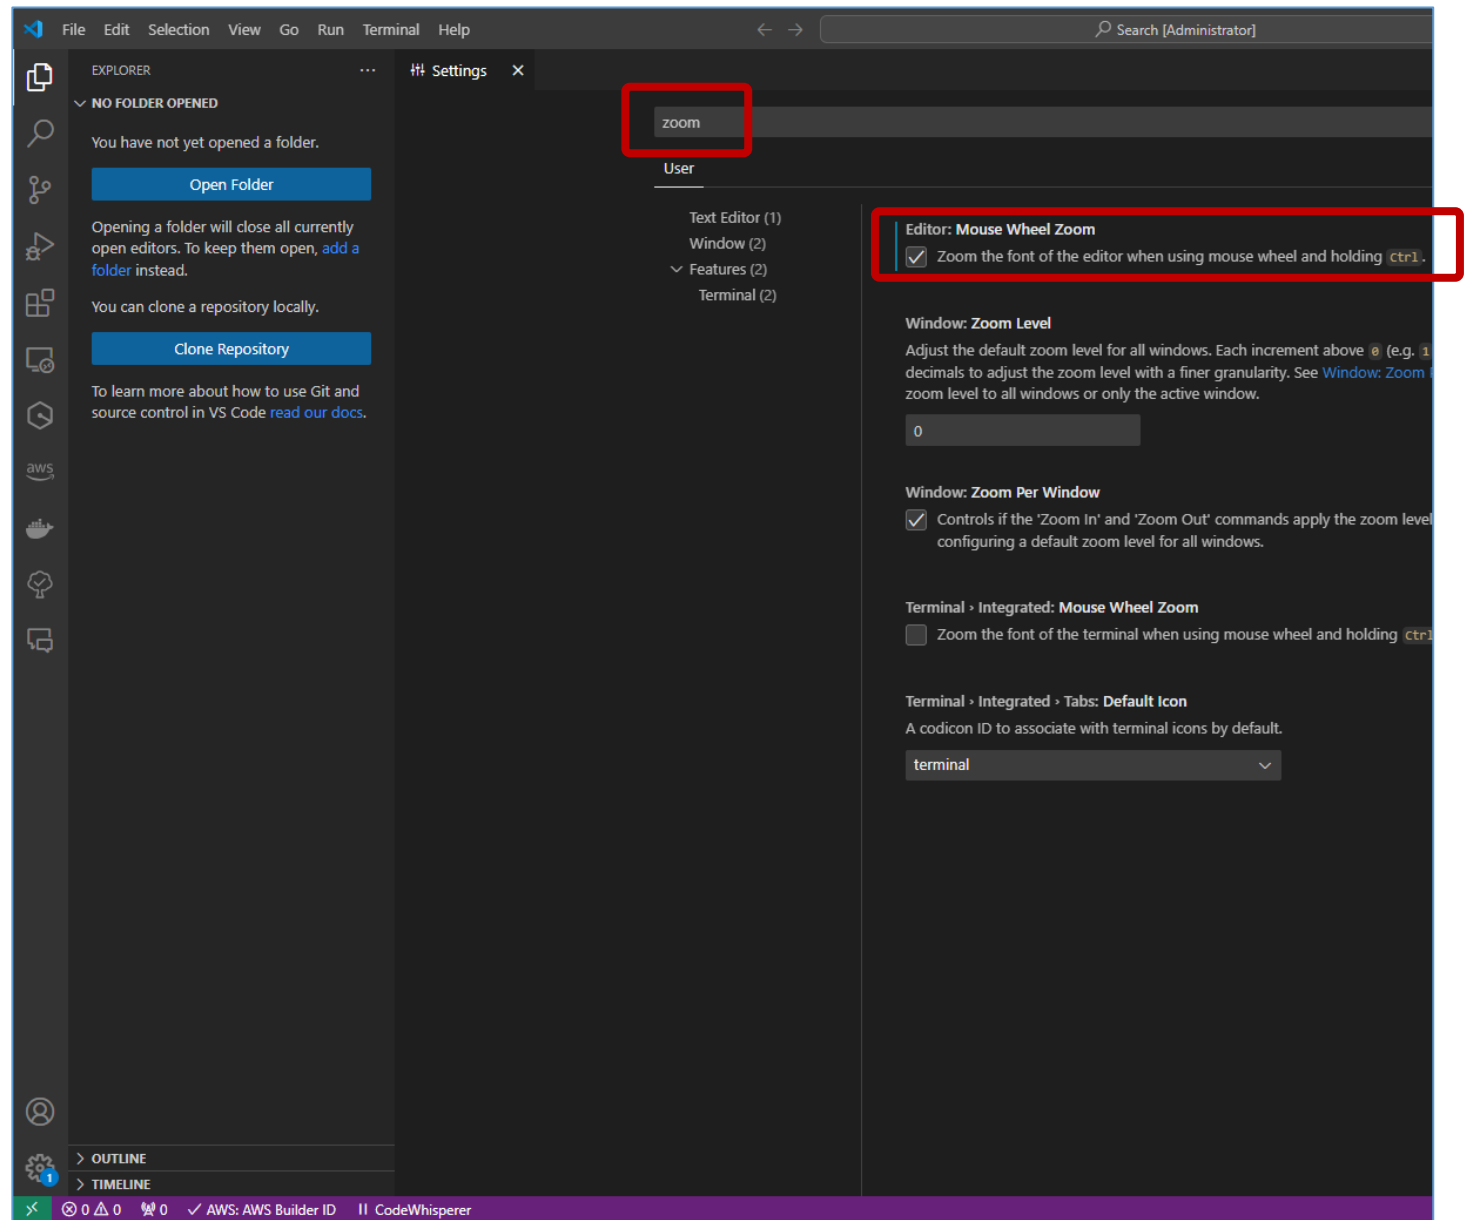 File Edit Selection View Go Run Terminal Help
Search [Administrator]
EXPLORER
Settings
NO FOLDER OPENED
You have not yet opened a folder.
Open Folder
Opening a folder will close all currently
open editors. To keep them open, add a
folder instead.
You can clone a repository locally.
Clone Repository
To learn more about how to use Git and
source control in VS Code read our docs.
aws
OUTLINE
TIMELINE
zoom
User
Text Editor (1)
Window (2)
Features (2)
Terminal (2)
Editor: Mouse Wheel Zoom
Zoom the font of the editor when using mouse wheel and holding Ctrl.
Window: Zoom Level
Adjust the default zoom level for all windows. Each increment above 0 (e.g. 1
decimals to adjust the zoom level with a finer granularity. See Window: Zoom
zoom level to all windows or only the active window.
0
Window: Zoom Per Window
Controls if the 'Zoom In' and 'Zoom Out' commands apply the zoom level
configuring a default zoom level for all windows.
Terminal › Integrated: Mouse Wheel Zoom
Zoom the font of the terminal when using mouse wheel and holding Ctrl
Terminal › Integrated › Tabs: Default Icon
A codicon ID to associate with terminal icons by default.
terminal
1
0 0 0 AWS: AWS Builder ID CodeWhisperer